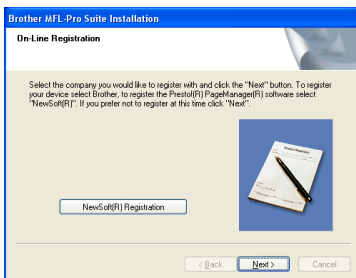 Brother MFL-Pro Suite Installation
On-Line Registration
Select the company you would like to register with and click the "Next" button. To register
your device select Brother, to register the Presto!(R) PageManager(R) software select
"NewSoft(R)". If you prefer not to register at this time click "Next".
Product Registration
NewSoft(R) Registration
< Back
Next >
Cancel